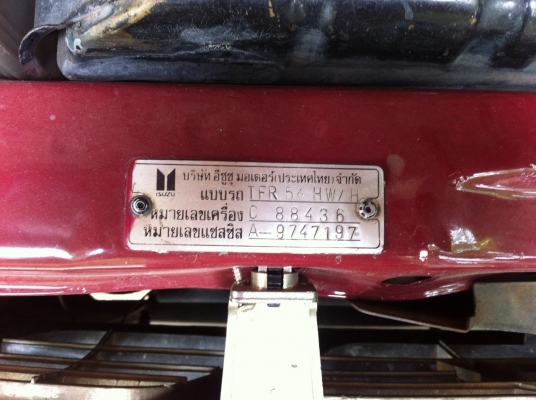 ISUZU
บริษัท อีซูซุ มอเตอร์(ประเทศไทย)จำกัด
แบบรถ TFR 54 HW/H
หมายเลขเครื่อง C 88436
หมายเลขแชสซิส A-9747197